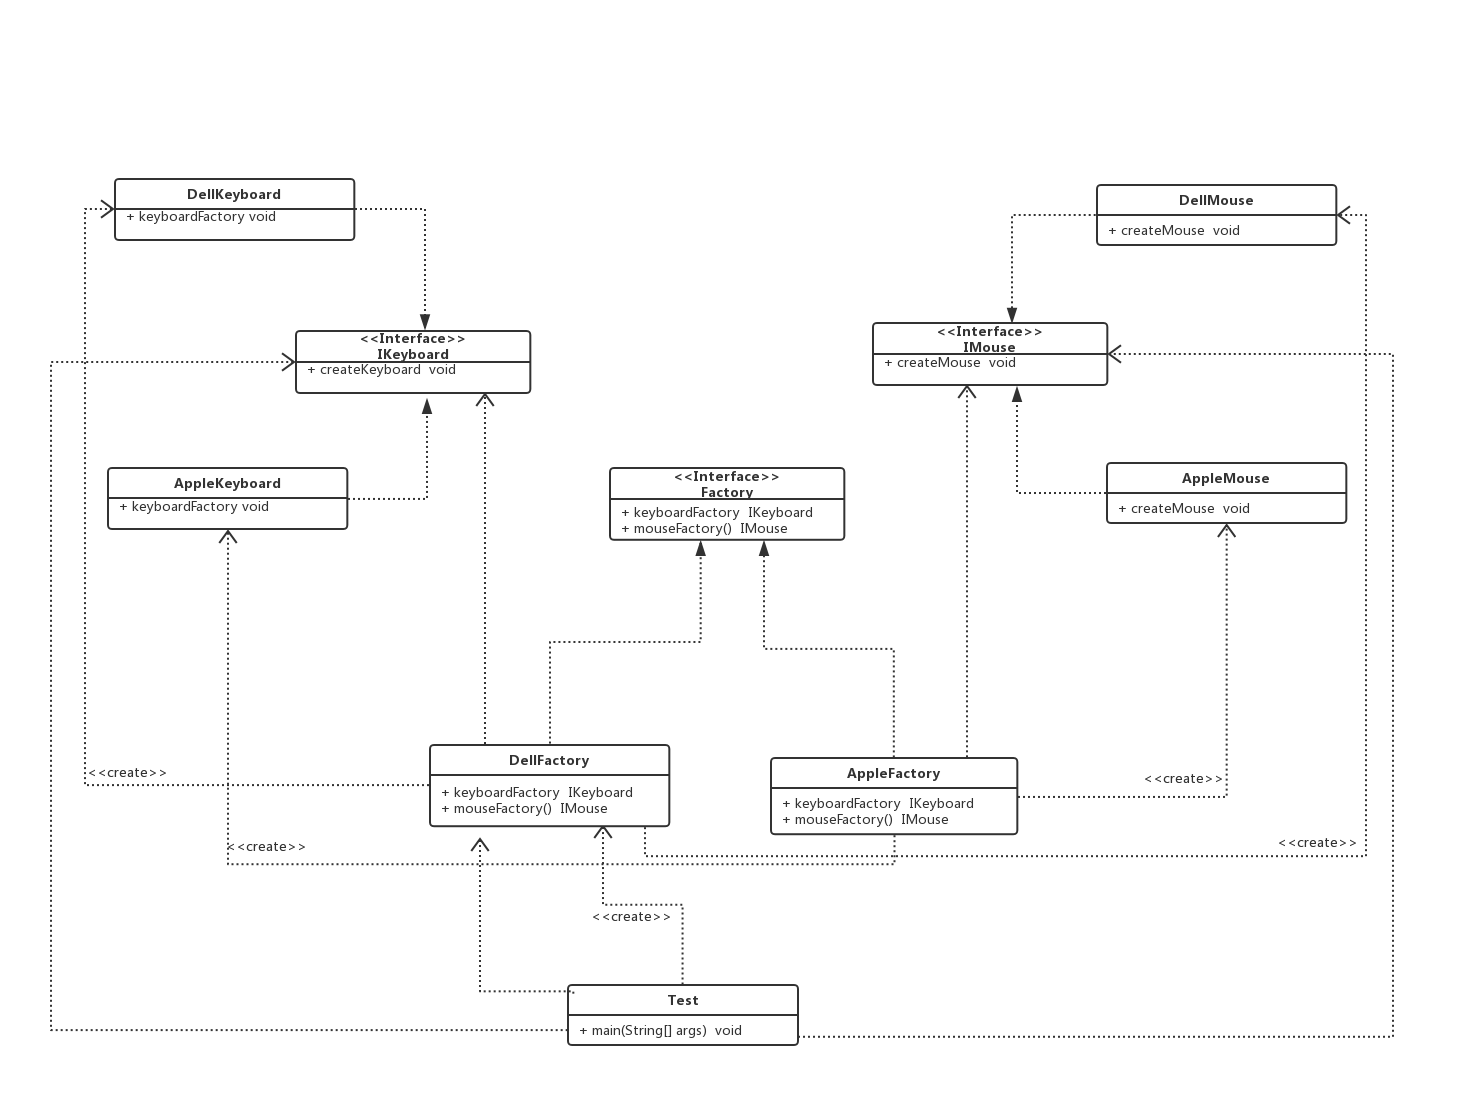 DellKeyboard
+ keyboardFactory void
DellMouse
+ createMouse  void
<<Interface>>
IKeyboard
+ createKeyboard  void
<<Interface>>
IMouse
+ createMouse  void
AppleKeyboard
+ keyboardFactory void
<<Interface>>
Factory
+ keyboardFactory  IKeyboard
+ mouseFactory()  IMouse
AppleMouse
+ createMouse  void
DellFactory
+ keyboardFactory  IKeyboard
+ mouseFactory()  IMouse
AppleFactory
+ keyboardFactory  IKeyboard
+ mouseFactory()  IMouse
<<create>>
<<create>>
<<create>>
<<create>>
<<create>>
Test
+ main(String[] args)  void